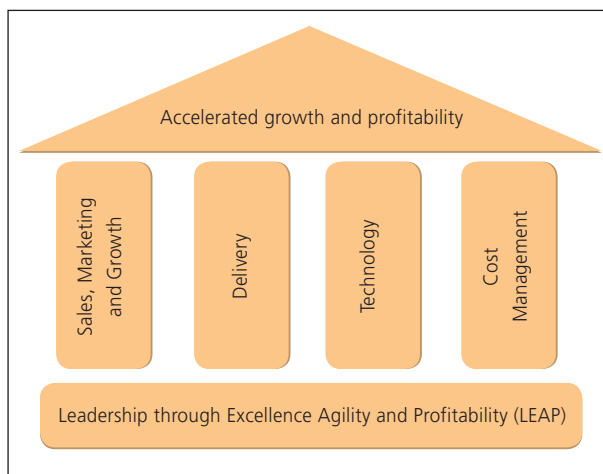 Accelerated growth and profitability
Sales, Marketing
and Growth
Delivery
Technology
Cost
Management
Leadership through Excellence Agility and Profitability (LEAP)